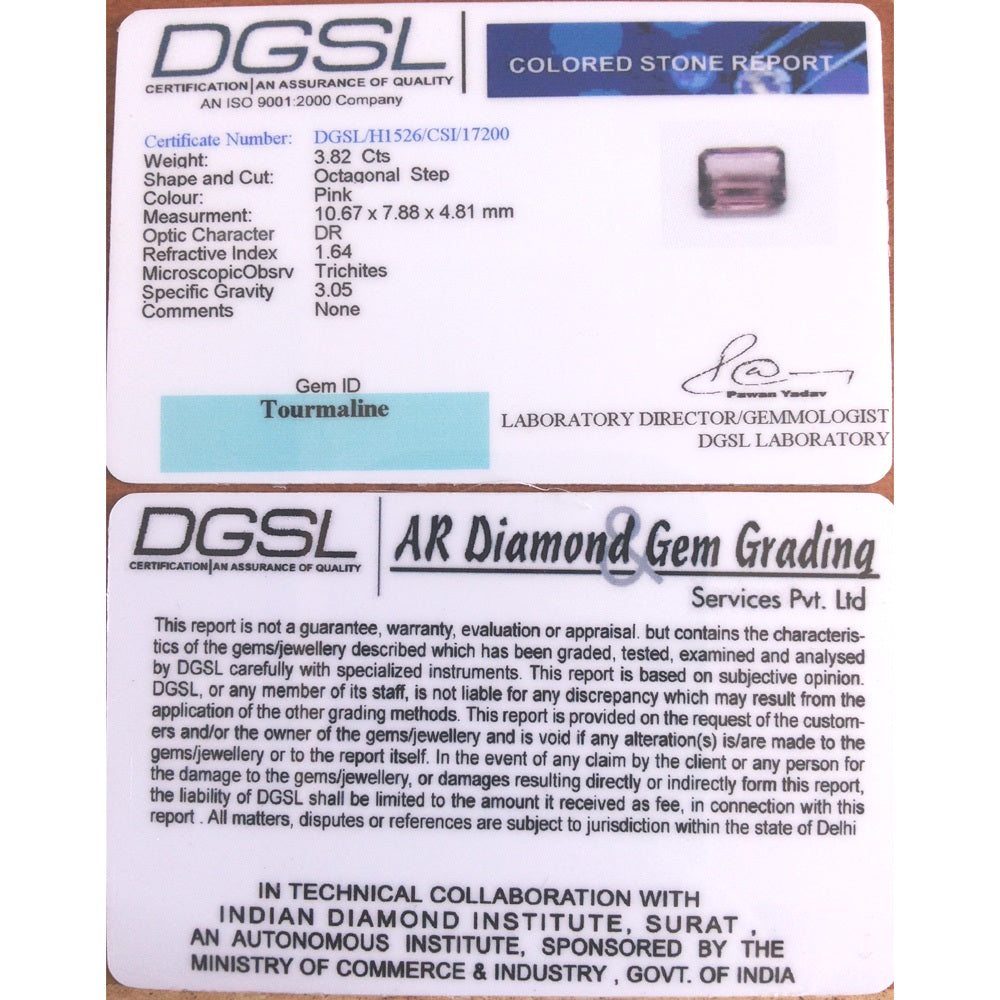 DGSL
CERTIFICATION|AN ASSURANCE OF QUALITY
AN ISO 9001:2000 Company
COLORED STONE REPORT
Certificate Number: DGSL/H1526/CSI/17200
Weight: 3.82 Cts
Shape and Cut: Octagonal Step
Colour: Pink
Measurment: 10.67 x 7.88 x 4.81 mm
Optic Character DR
Refractive Index 1.64
MicroscopicObsrv Trichites
Specific Gravity 3.05
Comments None
Gem ID
Tourmaline
Pawan Yadav
LABORATORY DIRECTOR/GEMMOLOGIST
DGSL LABORATORY
DGSL
CERTIFICATION|AN ASSURANCE OF QUALITY
AR Diamond & Gem Grading
Services Pvt. Ltd
This report is not a guarantee, warranty, evaluation or appraisal. but contains the characteris-
tics of the gems/jewellery described which has been graded, tested, examined and analysed
by DGSL carefully with specialized instruments. This report is based on subjective opinion.
DGSL, or any member of its staff, is not liable for any discrepancy which may result from the
application of the other grading methods. This report is provided on the request of the custom-
ers and/or the owner of the gems/jewellery and is void if any alteration(s) is/are made to the
gems/jewellery or to the report itself. In the event of any claim by the client or any person for
the damage to the gems/jewellery, or damages resulting directly or indirectly form this report,
the liability of DGSL shall be limited to the amount it received as fee, in connection with this
report . All matters, disputes or references are subject to jurisdiction within the state of Delhi
IN TECHNICAL COLLABORATION WITH
INDIAN DIAMOND INSTITUTE, SURAT ,
AN AUTONOMOUS INSTITUTE, SPONSORED BY THE
MINISTRY OF COMMERCE & INDUSTRY , GOVT. OF INDIA